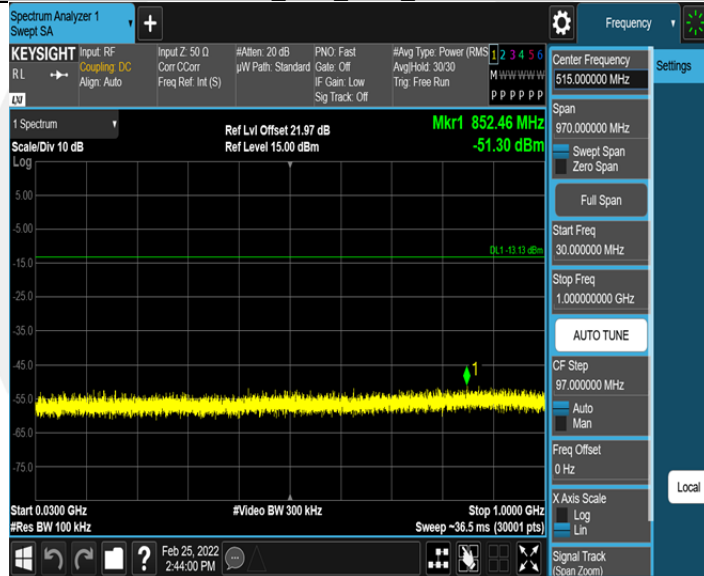 Spectrum Analyzer 1
Swept SA
+
Frequency
KEYSIGHT
RL
LXI
Input: RF
Coupling: DC
Align: Auto
Input Z: 50 Ω
Corr CCorr
Freq Ref: Int (S)
#Atten: 20 dB
µW Path: Standard
PNO: Fast
Gate: Off
IF Gain: Low
Sig Track: Off
#Avg Type: Power (RMS
Avg|Hold: 30/30
Trig: Free Run
1 2 3 4 5 6
M W W W W W
P P P P P P
1 Spectrum
Scale/Div 10 dB
Log
Ref Lvl Offset 21.97 dB
Ref Level 15.00 dBm
Mkr1 852.46 MHz
-51.30 dBm
5.00
-5.00
DL1 -13.13 dBm
-15.0
-25.0
-35.0
-45.0
1
-55.0
-65.0
-75.0
Start 0.0300 GHz
#Res BW 100 kHz
#Video BW 300 kHz
Stop 1.0000 GHz
Sweep ~36.5 ms (30001 pts)
?
Feb 25, 2022
2:44:00 PM
Center Frequency
515.000000 MHz
Span
970.000000 MHz
Swept Span
Zero Span
Full Span
Start Freq
30.000000 MHz
Stop Freq
1.000000000 GHz
AUTO TUNE
CF Step
97.000000 MHz
Auto
Man
Freq Offset
0 Hz
X Axis Scale
Log
Lin
Signal Track
(Span Zoom)
Settings
Local